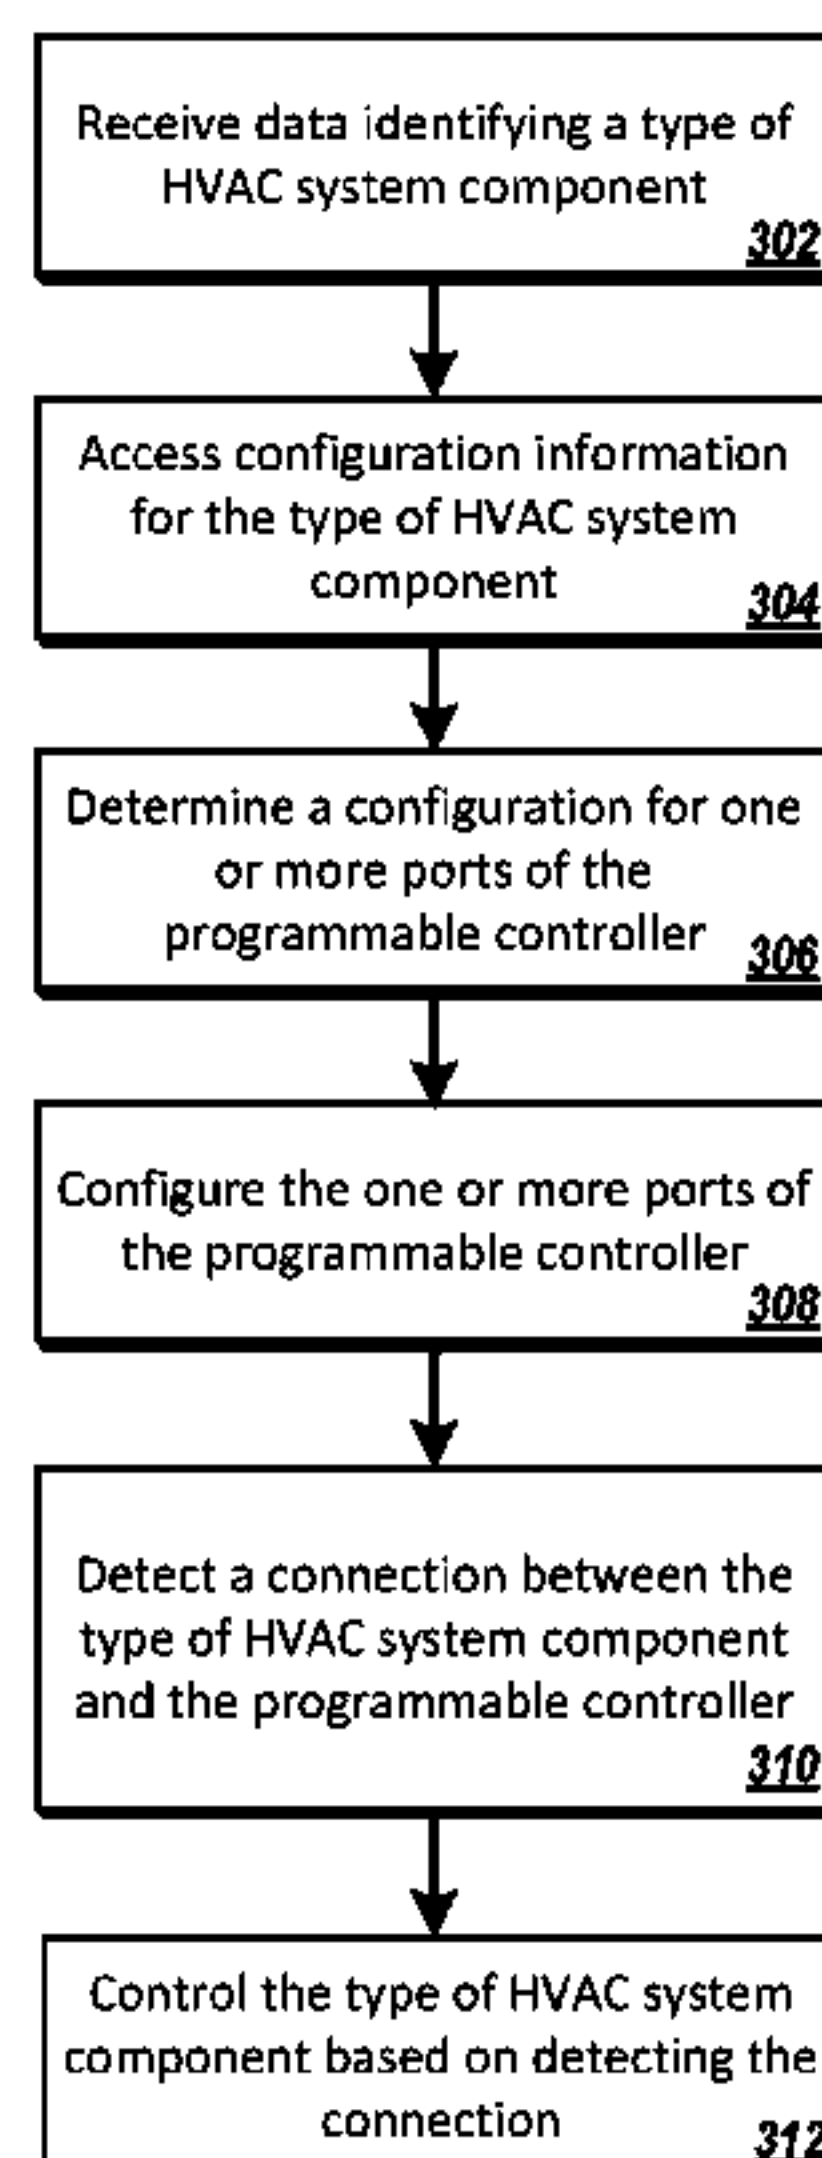 Receive data identifying a type of
HVAC system component
302
Access configuration information
for the type of HVAC system
component
304
Determine a configuration for one
or more ports of the
programmable controller
306
Configure the one or more ports of
the programmable controller
308
Detect a connection between the
type of HVAC system component
and the programmable controller
310
Control the type of HVAC system
component based on detecting the
connection
312